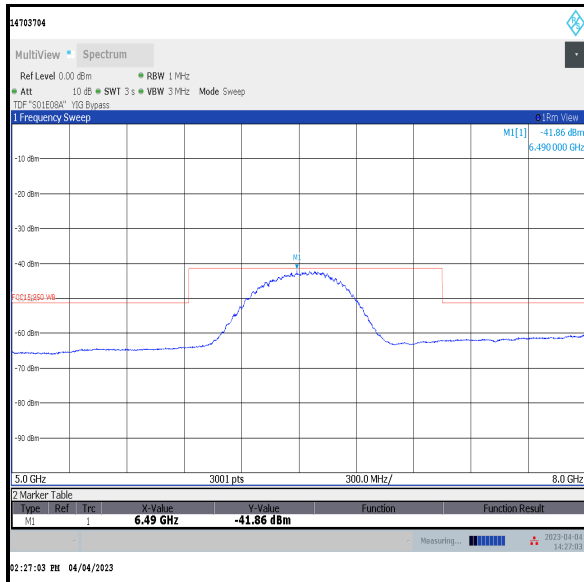 14703704
MultiView Spectrum
Ref Level 0.00 dBm RBW 1 MHz
Att 10 dB SWT 3 s VBW 3 MHz Mode Sweep
TDF "S01E08A" YIG Bypass
1 Frequency Sweep 1Rm View
M1[1] -41.86 dBm
6.490 000 GHz
-10 dBm
-20 dBm
-30 dBm
M1
-40 dBm
FCC15.250 WB
-60 dBm
-70 dBm
-80 dBm
-90 dBm
5.0 GHz 3001 pts 300.0 MHz/ 8.0 GHz
2 Marker Table
Type Ref Trc X-Value Y-Value Function Function Result
M1 1 6.49 GHz -41.86 dBm
Measuring... 2023-04-04
14:27:03
02:27:03 PM 04/04/2023